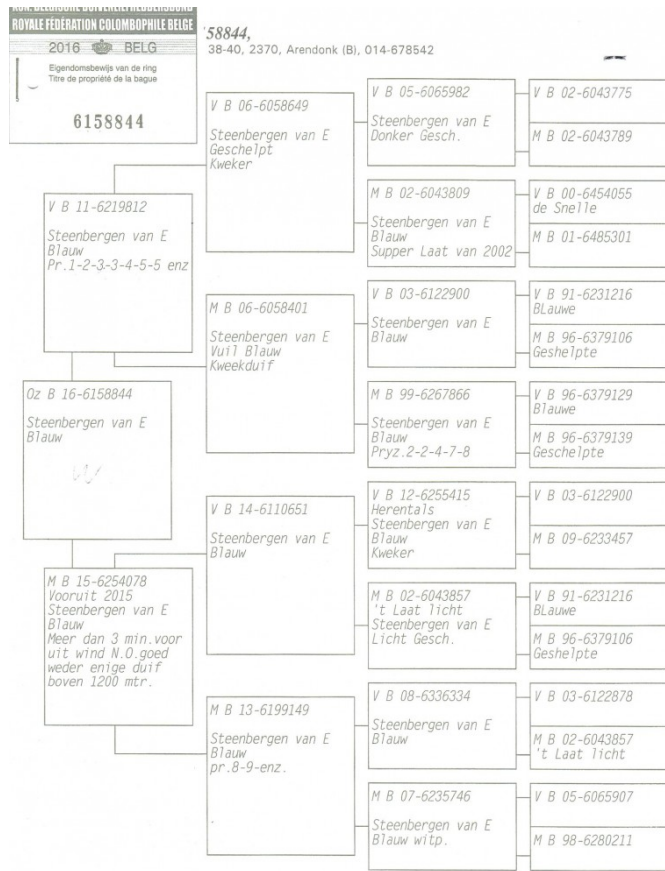 ROYALE FÉDÉRATION COLOMBOPHILE BELGE
2016 BELG
Eigendomsbewijs van de ring
Titre de propriété de la bague
6158844
58844,
38-40, 2370, Arendonk (B), 014-678542
Oz B 16-6158844
Steenbergen van E
Blauw
V B 11-6219812
Steenbergen van E
Blauw
Pr.1-2-3-3-4-5-5 enz
M B 15-6254078
Vooruit 2015
Steenbergen van E
Blauw
Meer dan 3 min.voor
uit wind N.O.goed
weder enige duif
boven 1200 mtr.
V B 06-6058649
Steenbergen van E
Geschelpt
Kweker
M B 06-6058401
Steenbergen van E
Vuil Blauw
Kweekduif
V B 14-6110651
Steenbergen van E
Blauw
M B 13-6199149
Steenbergen van E
Blauw
pr.8-9-enz.
V B 05-6065982
Steenbergen van E
Donker Gesch.
M B 02-6043809
Steenbergen van E
Blauw
Supper Laat van 2002
V B 03-6122900
Steenbergen van E
Blauw
M B 99-6267866
Steenbergen van E
Blauw
Pryz.2-2-4-7-8
V B 12-6255415
Herentals
Steenbergen van E
Blauw
Kweker
M B 02-6043857
't Laat licht
Steenbergen van E
Licht Gesch.
V B 08-6336334
Steenbergen van E
Blauw
M B 07-6235746
Steenbergen van E
Blauw witp.
V B 02-6043775
M B 02-6043789
V B 00-6454055
de Snelle
M B 01-6485301
V B 91-6231216
BLauwe
M B 96-6379106
Geshelpte
V B 96-6379129
Blauwe
M B 96-6379139
Geschelpte
V B 03-6122900
M B 09-6233457
V B 91-6231216
BLauwe
M B 96-6379106
Geshelpte
V B 03-6122878
M B 02-6043857
't Laat licht
V B 05-6065907
M B 98-6280211